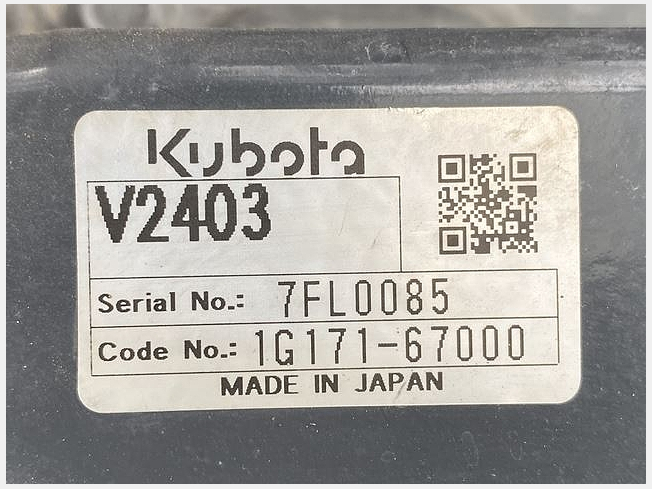 Kubota
V2403
Serial No.: 7FL0085
Code No.: 1G171-67000
MADE IN JAPAN